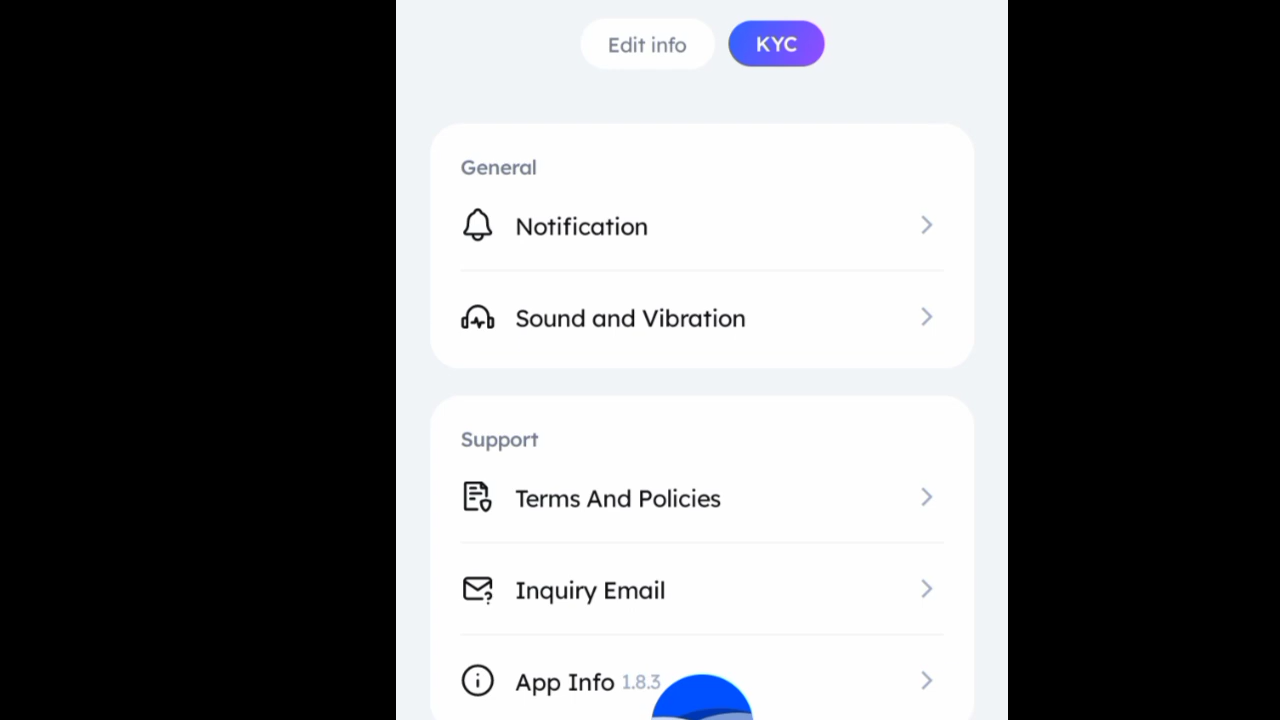 Edit info
KYC
General
Notification
Sound and Vibration
Support
Terms And Policies
Inquiry Email
App Info 1.8.3